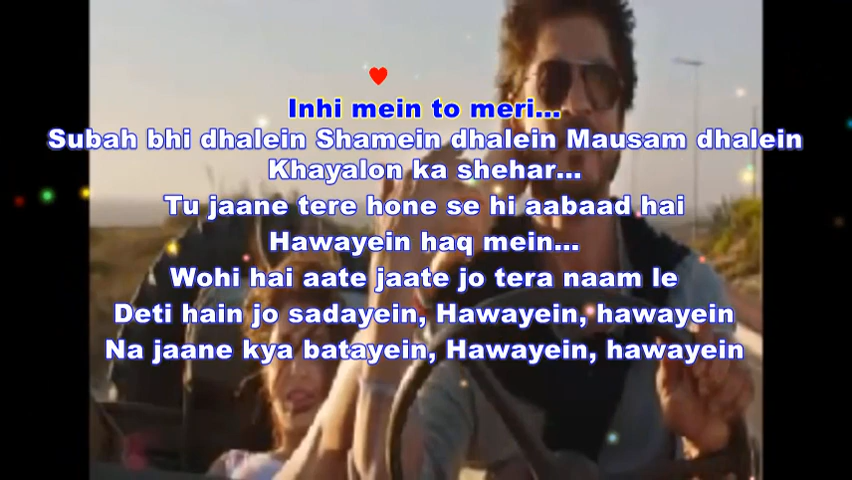 Inhi mein to meri...
Subah bhi dhalein Shamein dhalein Mausam dhalein
Khayalon ka shehar...
Tu jaane tere hone se hi aabaad hai
Hawayein haq mein...
Wohi hai aate jaate jo tera naam le
Deti hain jo sadayein, Hawayein, hawayein
Na jaane kya batayein, Hawayein, hawayein